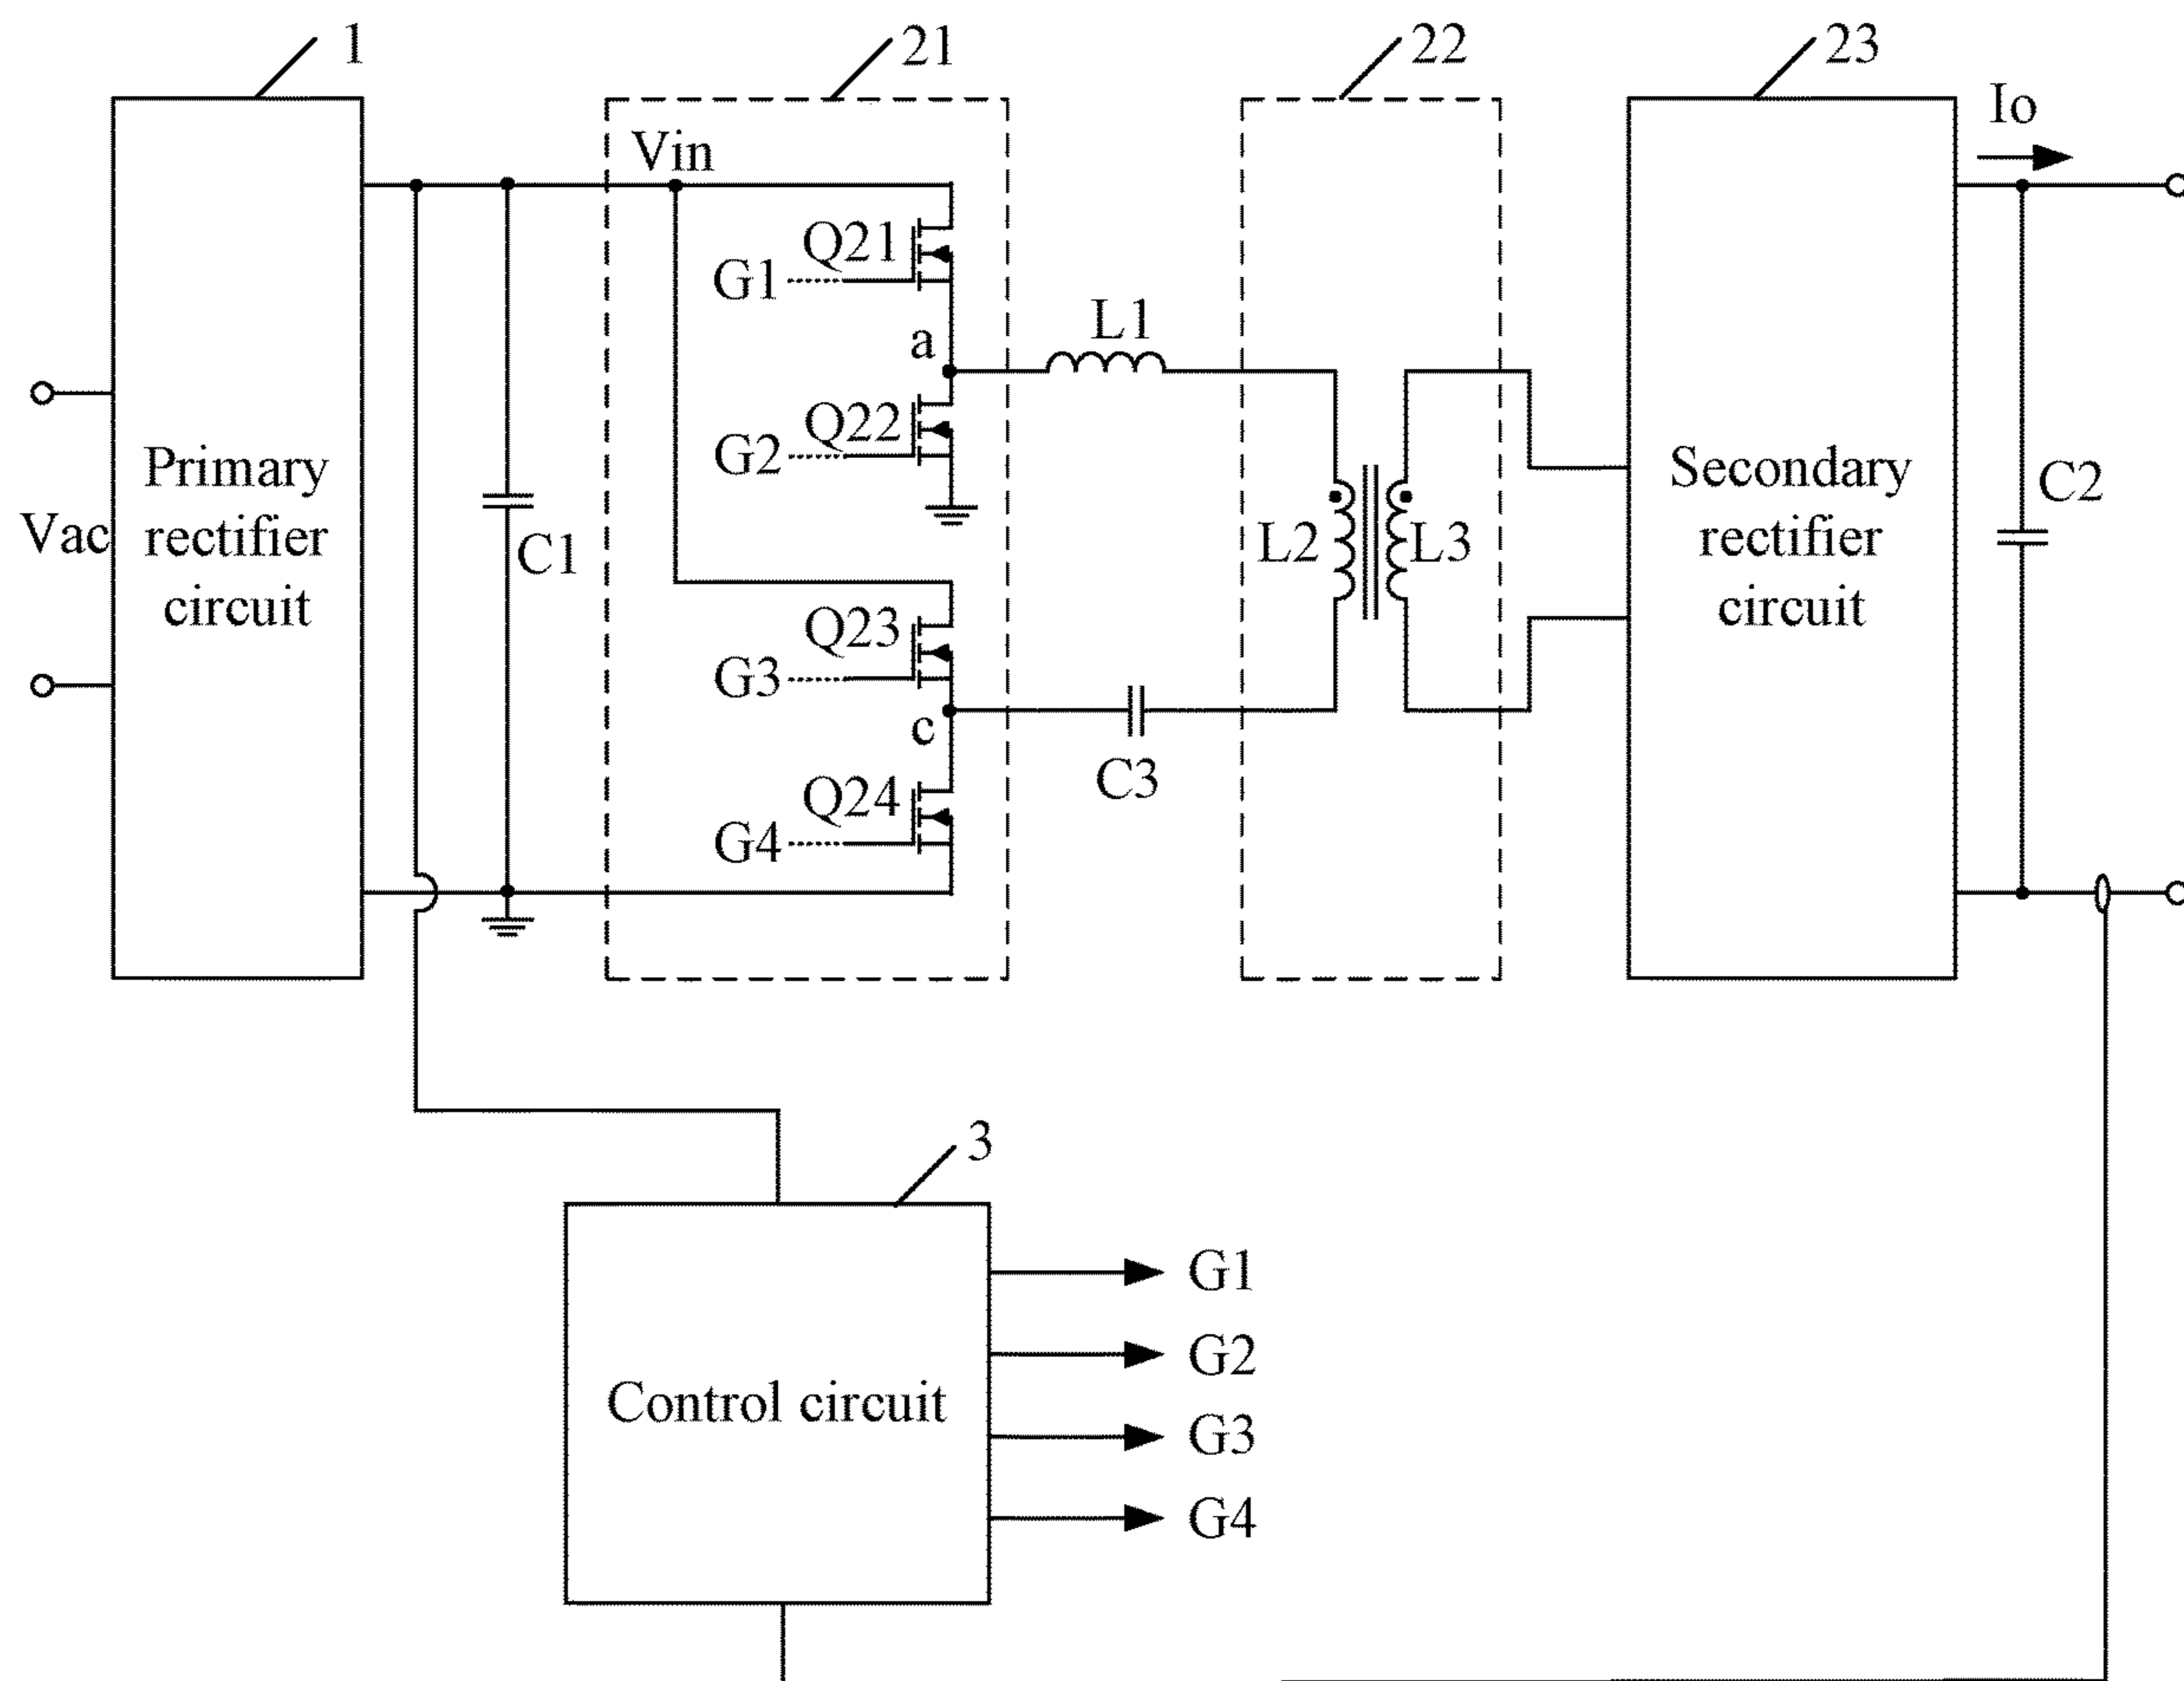 1
21
22
23
Io
Vin
Q21
G1
L1
a
Q22
G2
Vac
Primary
rectifier
circuit
C1
L2
L3
Secondary
rectifier
circuit
C2
Q23
G3
c
C3
Q24
G4
3
Control circuit
G1
G2
G3
G4